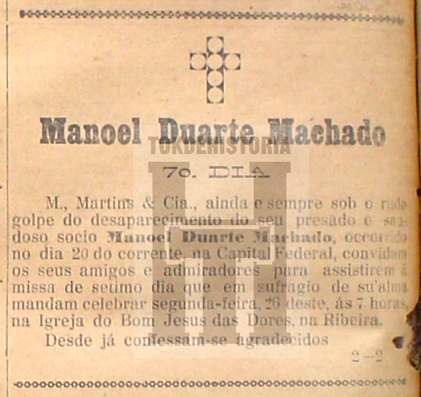 Manoel Duarte Machado
TOKDEHISTORIA
7o. DIA
M., Martins & Cia., ainda e sempre sob o rude
golpe do desaparecimento do seu presado e sau-
doso socio Manoel Duarte Machado, occorrido
no dia 20 do corrente, na Capital Federal, convidam
os seus amigos e admiradores para assistirem á
missa de setimo dia que em sufragio de su'alma
mandam celebrar segunda-feira, 26 deste, ás 7 horas,
na Igreja do Bom Jesus das Dores, na Ribeira.
Desde já confessam-se agradecidos
2—2